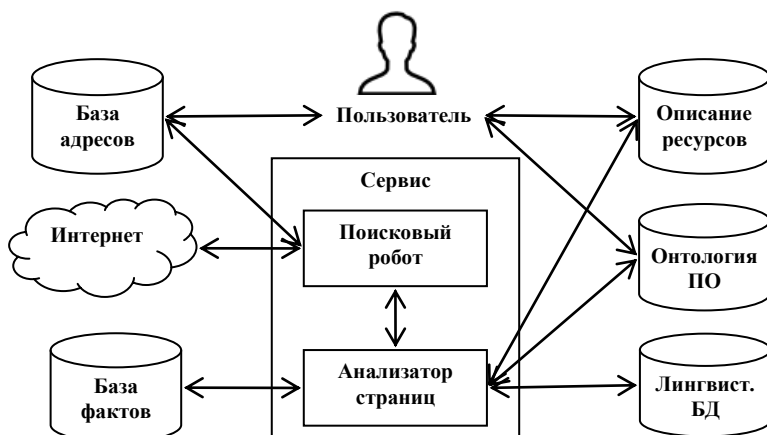 База
адресов
Пользователь
Описание
ресурсов
Сервис
Интернет
Поисковый
робот
Онтология
ПО
База
фактов
Анализатор
страниц
Лингвист.
БД